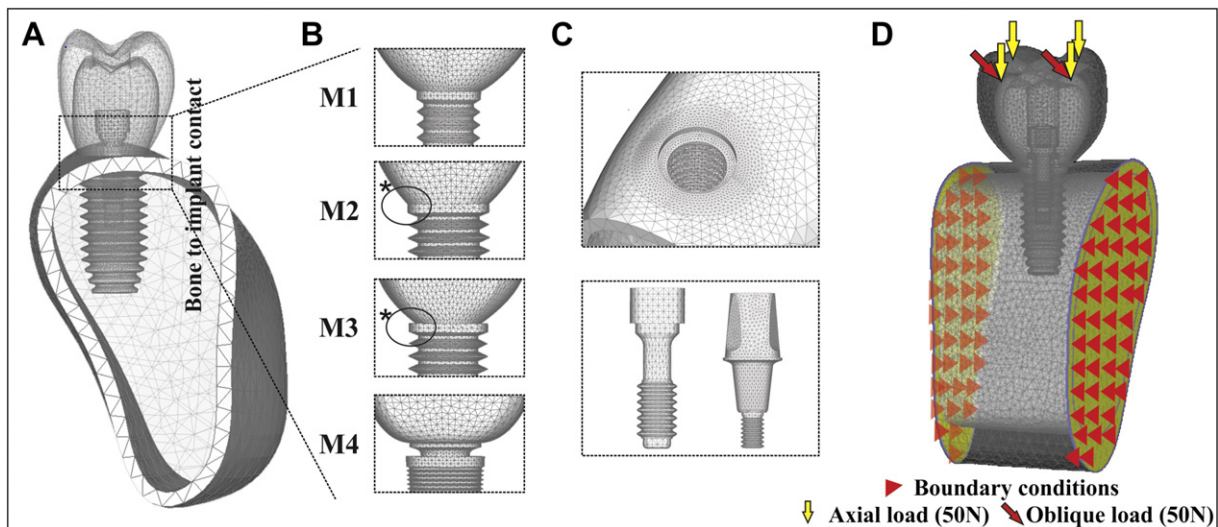 A
B
C
D
M1
M2
*
M3
*
M4
Bone to implant contact
Boundary conditions
Axial load (50N) Oblique load (50N)